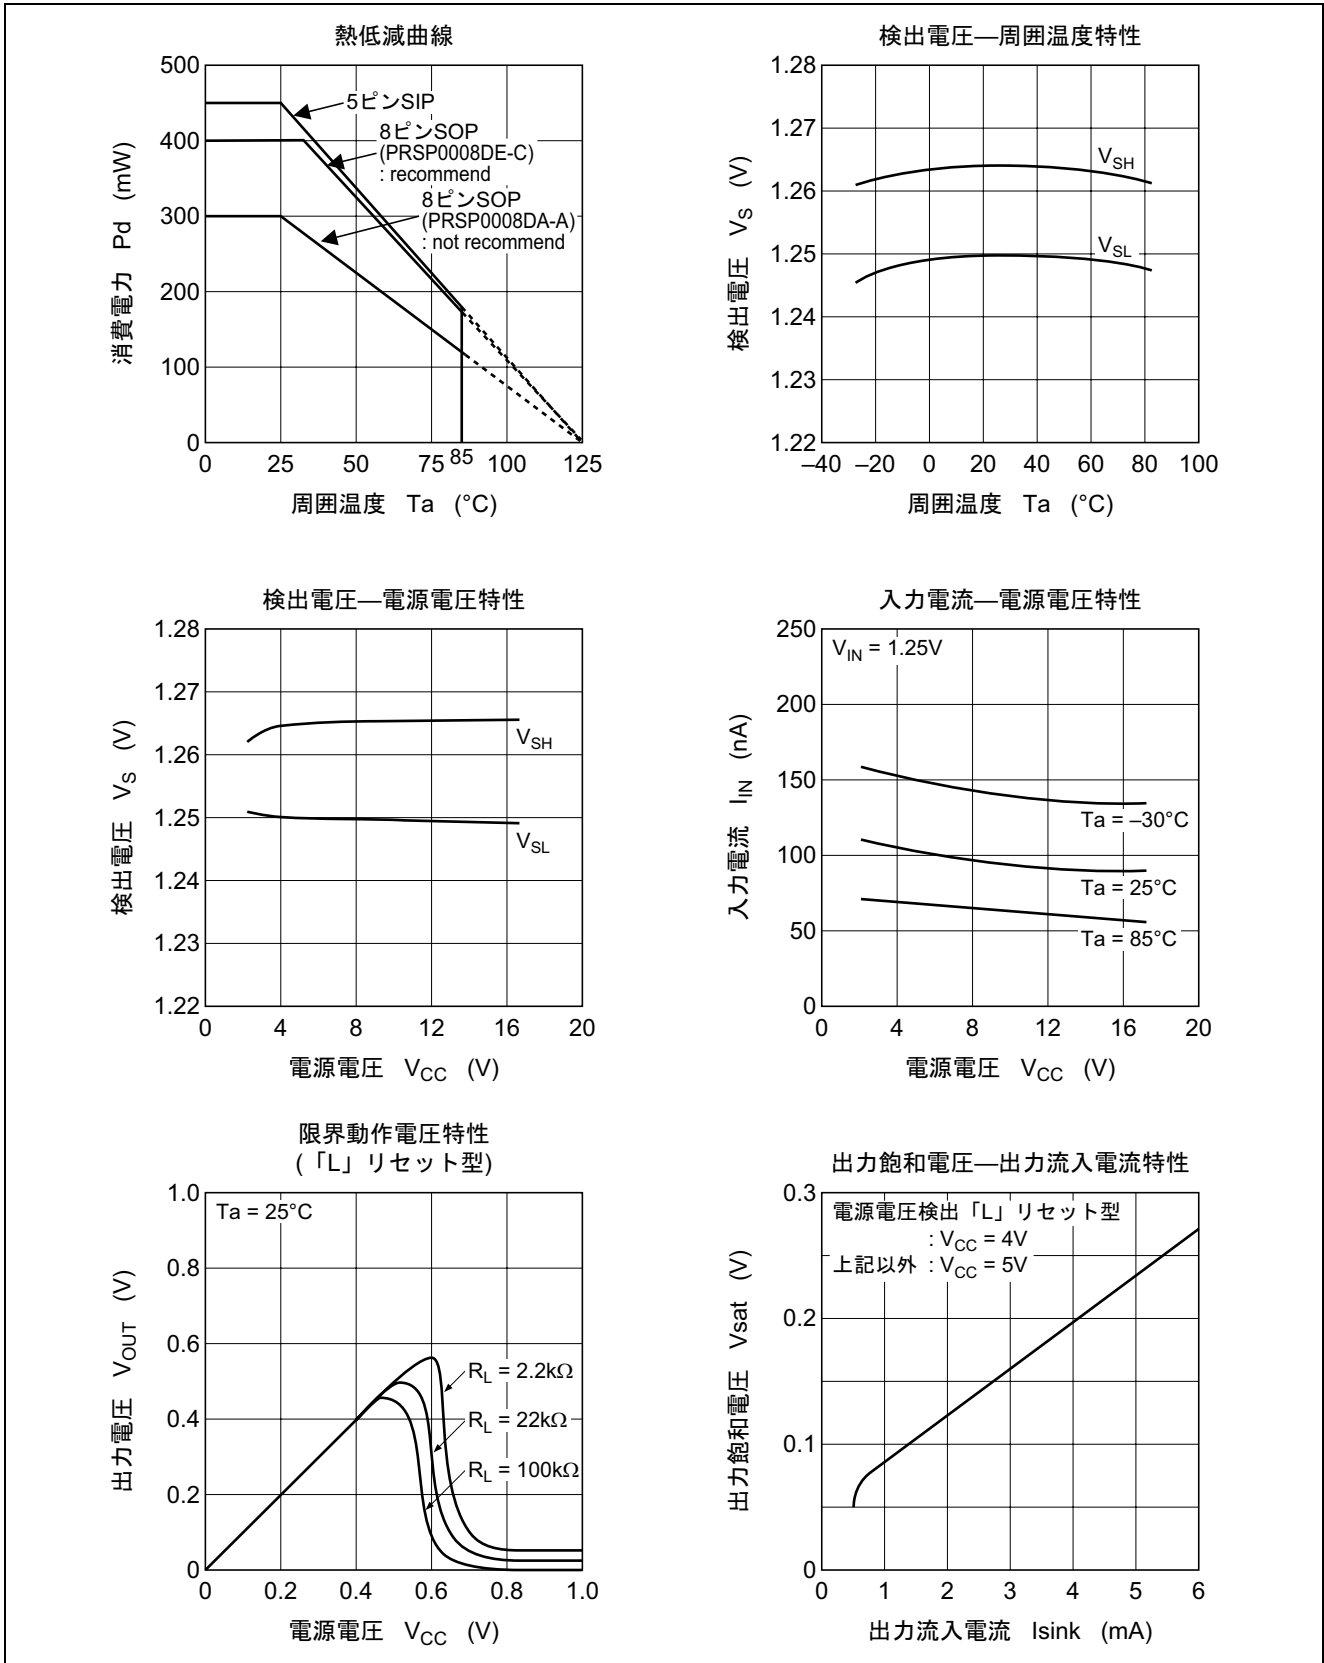 熱低減曲線
500
400
300
200
100
0
消費電力 Pd (mW)
5ピンSIP
8ピンSOP
(PRSP0008DE-C)
: recommend
8ピンSOP
(PRSP0008DA-A)
: not recommend
0 25 50 75 85 100 125
周囲温度 Ta (°C)
検出電圧—周囲温度特性
1.28
1.27
1.26
1.25
1.24
1.23
1.22
検出電圧 VS (V)
VSH
VSL
–40 –20 0 20 40 60 80 100
周囲温度 Ta (°C)
検出電圧—電源電圧特性
1.28
1.27
1.26
1.25
1.24
1.23
1.22
検出電圧 VS (V)
VSH
VSL
0 4 8 12 16 20
電源電圧 VCC (V)
入力電流—電源電圧特性
250
200
150
100
50
0
入力電流 IIN (nA)
VIN = 1.25V
Ta = –30°C
Ta = 25°C
Ta = 85°C
0 4 8 12 16 20
電源電圧 VCC (V)
限界動作電圧特性
(「L」リセット型)
1.0
0.8
0.6
0.4
0.2
0
出力電圧 VOUT (V)
Ta = 25°C
RL = 2.2kΩ
RL = 22kΩ
RL = 100kΩ
0 0.2 0.4 0.6 0.8 1.0
電源電圧 VCC (V)
出力飽和電圧—出力流入電流特性
0.3
0.2
0.1
0
出力飽和電圧 Vsat (V)
電源電圧検出「L」リセット型
: VCC = 4V
上記以外 : VCC = 5V
0 1 2 3 4 5 6
出力流入電流 Isink (mA)